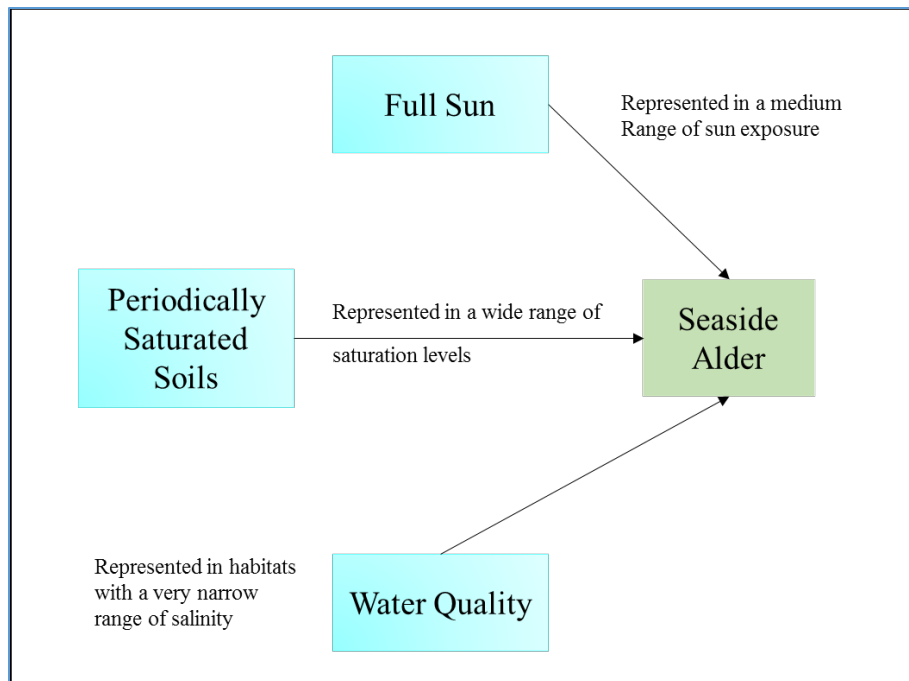 Full Sun
Represented in a medium
Range of sun exposure
Periodically
Saturated
Soils
Represented in a wide range of
saturation levels
Seaside
Alder
Represented in habitats
with a very narrow
range of salinity
Water Quality